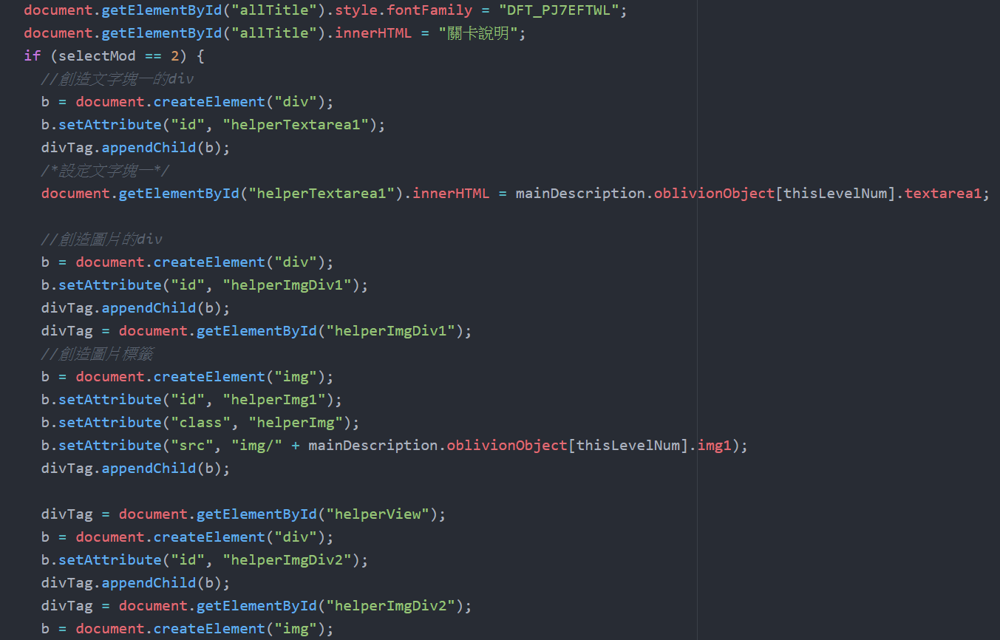 document.getElementById("allTitle").style.fontFamily = "DFT_PJ7EFTWL";
document.getElementById("allTitle").innerHTML = "關卡說明";
if (selectMod == 2) {
//創造文字塊一的div
b = document.createElement("div");
b.setAttribute("id", "helperTextarea1");
divTag.appendChild(b);
/*設定文字塊一*/
document.getElementById("helperTextarea1").innerHTML = mainDescription.oblivionObject[thisLevelNum].textarea1;
//創造圖片的div
b = document.createElement("div");
b.setAttribute("id", "helperImgDiv1");
divTag.appendChild(b);
divTag = document.getElementById("helperImgDiv1");
//創造圖片標籤
b = document.createElement("img");
b.setAttribute("id", "helperImg1");
b.setAttribute("class", "helperImg");
b.setAttribute("src", "img/" + mainDescription.oblivionObject[thisLevelNum].img1);
divTag.appendChild(b);
divTag = document.getElementById("helperView");
b = document.createElement("div");
b.setAttribute("id", "helperImgDiv2");
divTag.appendChild(b);
divTag = document.getElementById("helperImgDiv2");
b = document.createElement("img");